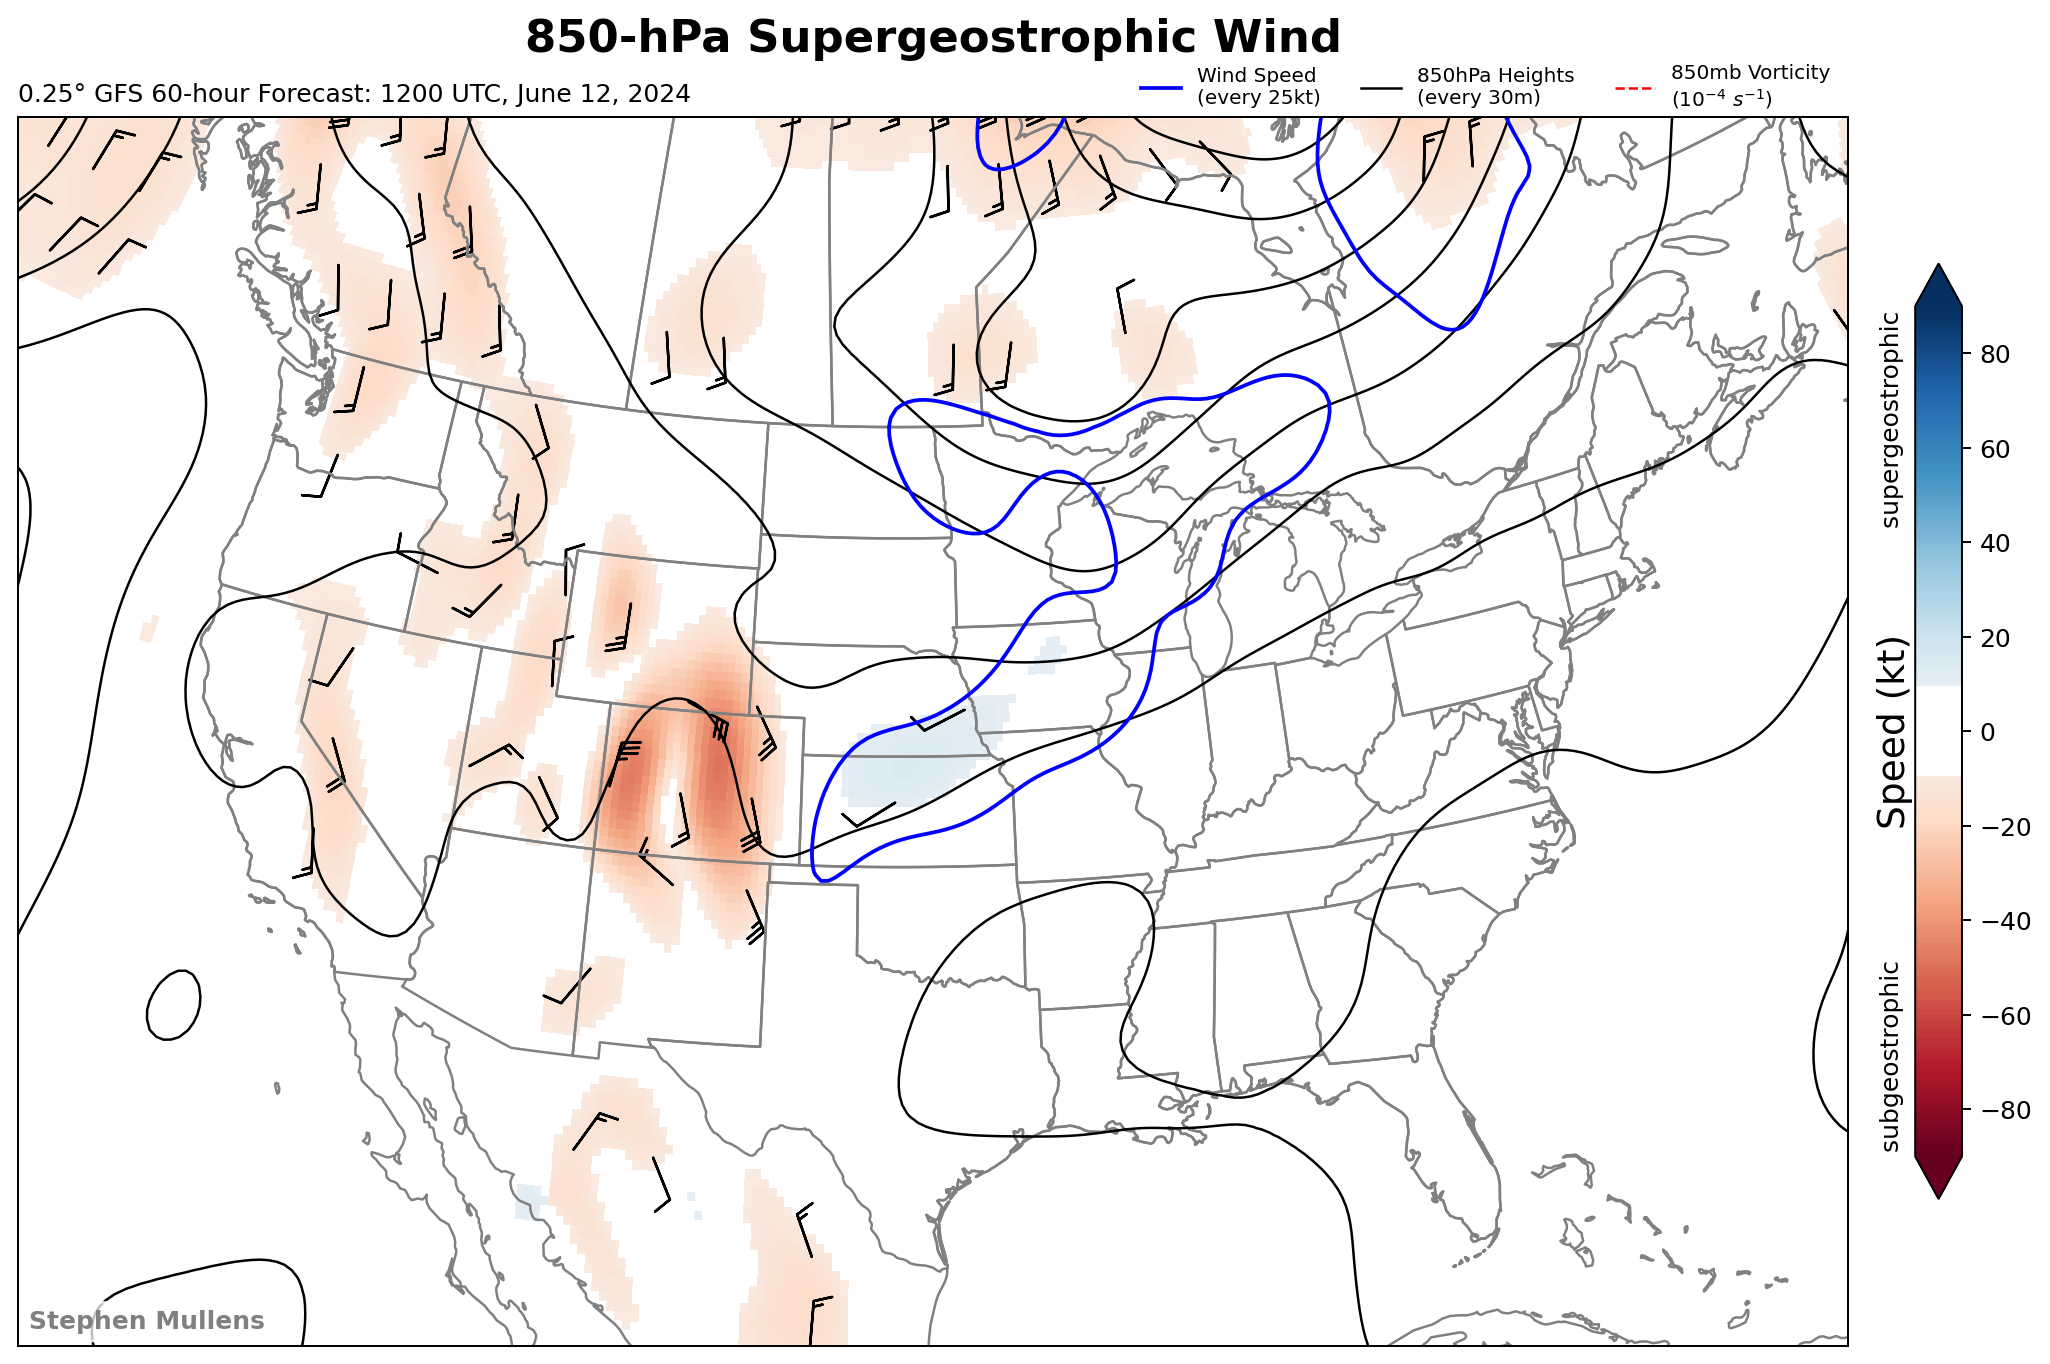 850-hPa Supergeostrophic Wind
0.25° GFS 60-hour Forecast: 1200 UTC, June 12, 2024
Wind Speed
(every 25kt)
850hPa Heights
(every 30m)
850mb Vorticity
(10⁻⁴ s⁻¹)
supergeostrophic
Speed (kt)
subgeostrophic
80
60
40
20
0
−20
−40
−60
−80
Stephen Mullens